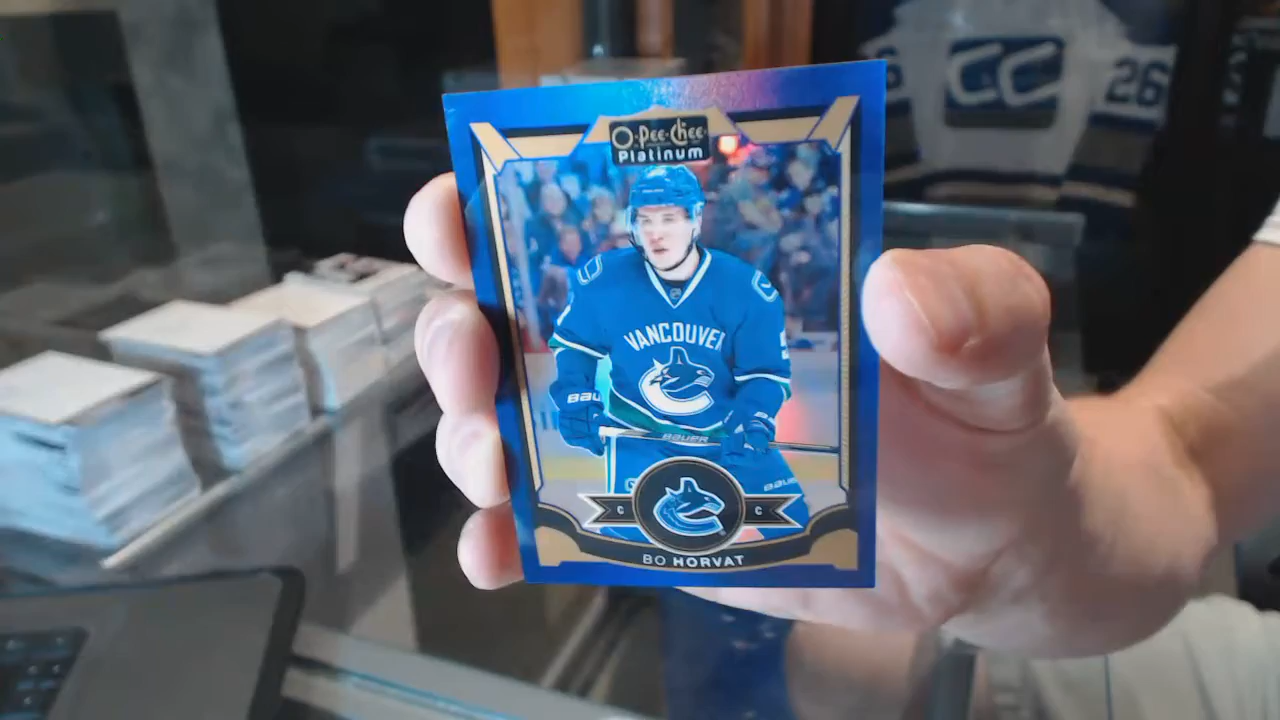 O-Pee-Chee
Platinum
26
VANCOUVER
BAUER
C C
BO HORVAT